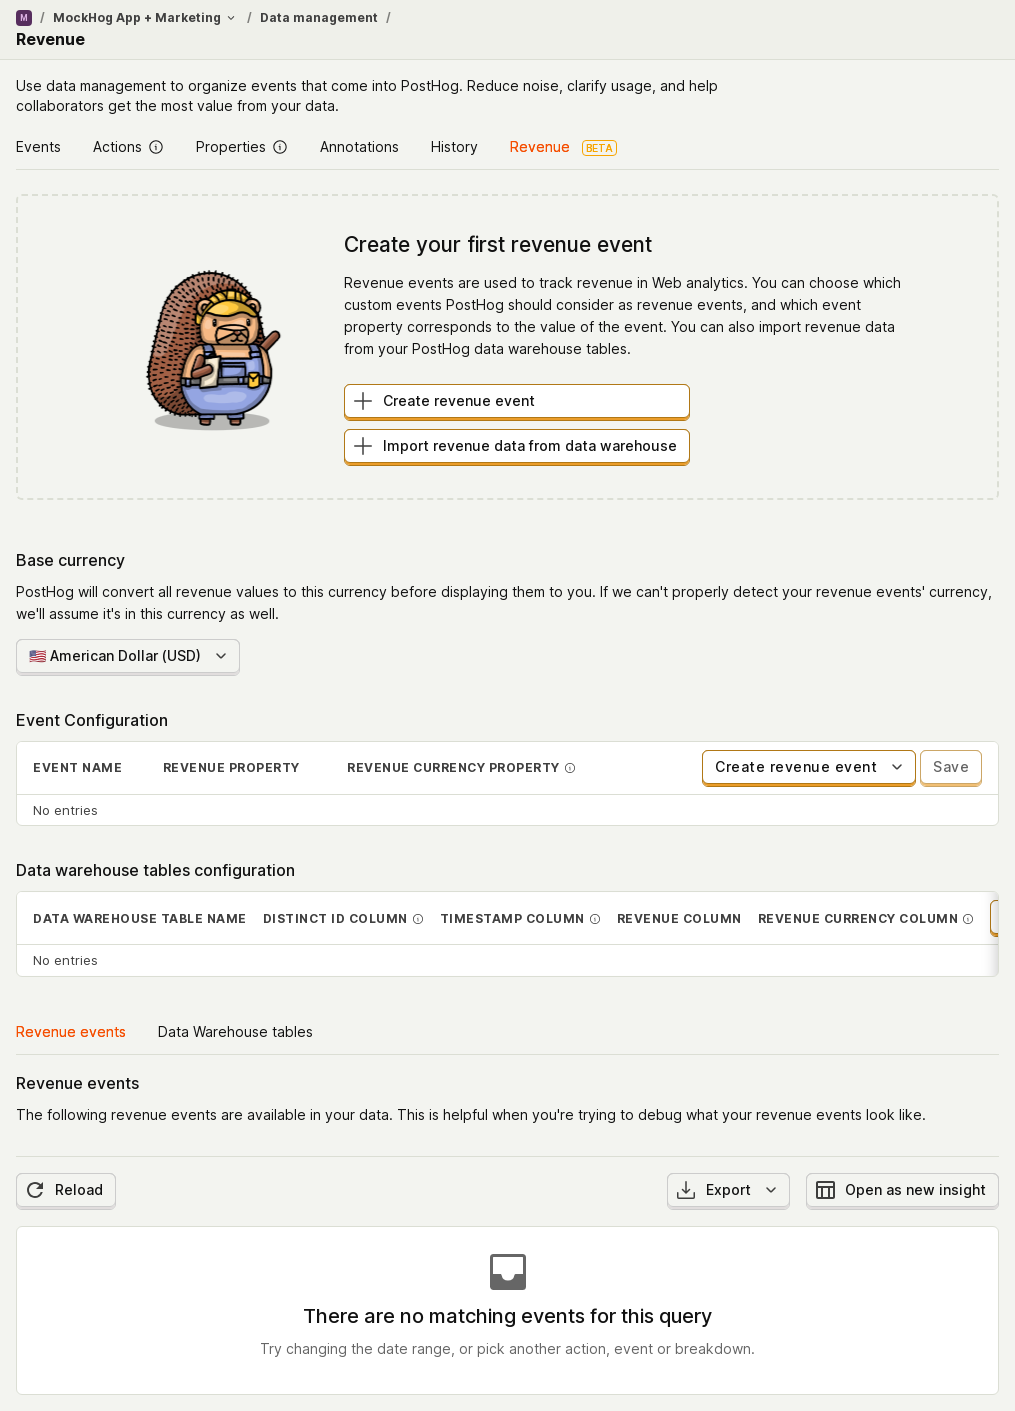 M / MockHog App + Marketing / Data management /
Revenue
Use data management to organize events that come into PostHog. Reduce noise, clarify usage, and help
collaborators get the most value from your data.
Events Actions Properties Annotations History Revenue BETA
Create your first revenue event
Revenue events are used to track revenue in Web analytics. You can choose which
custom events PostHog should consider as revenue events, and which event
property corresponds to the value of the event. You can also import revenue data
from your PostHog data warehouse tables.
Create revenue event
Import revenue data from data warehouse
Base currency
PostHog will convert all revenue values to this currency before displaying them to you. If we can't properly detect your revenue events' currency,
we'll assume it's in this currency as well.
🇺🇸 American Dollar (USD)
Event Configuration
EVENT NAME REVENUE PROPERTY REVENUE CURRENCY PROPERTY Create revenue event Save
No entries
Data warehouse tables configuration
DATA WAREHOUSE TABLE NAME DISTINCT ID COLUMN TIMESTAMP COLUMN REVENUE COLUMN REVENUE CURRENCY COLUMN
No entries
Revenue events Data Warehouse tables
Revenue events
The following revenue events are available in your data. This is helpful when you're trying to debug what your revenue events look like.
Reload Export Open as new insight
There are no matching events for this query
Try changing the date range, or pick another action, event or breakdown.